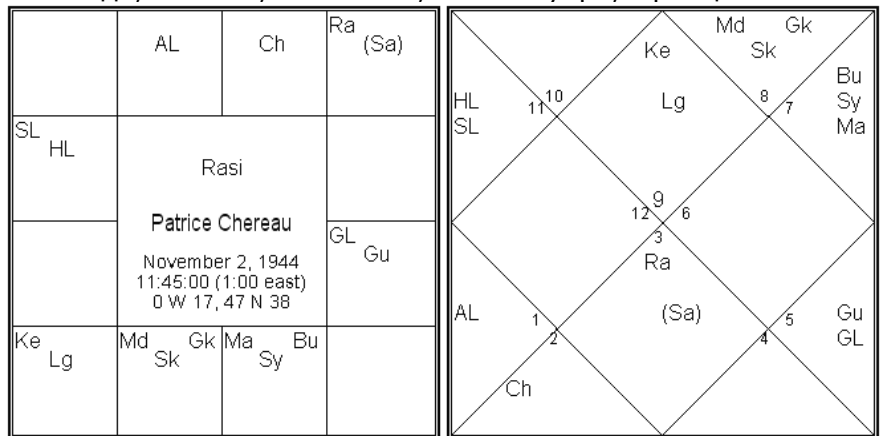 AL
Ch
Ra
(Sa)
SL
HL
Rasi
Patrice Chereau
November 2, 1944
11:45:00 (1:00 east)
0 W 17, 47 N 38
GL
Gu
Ke
Lg
Md Gk
Sk
Ma Bu
Sy
Md Gk
Sk
Ke
Bu
Sy
Ma
HL
SL
11 10
Lg
8 7
9
12 6
3
Ra
AL
1
(Sa)
5
Gu
GL
2
4
Ch